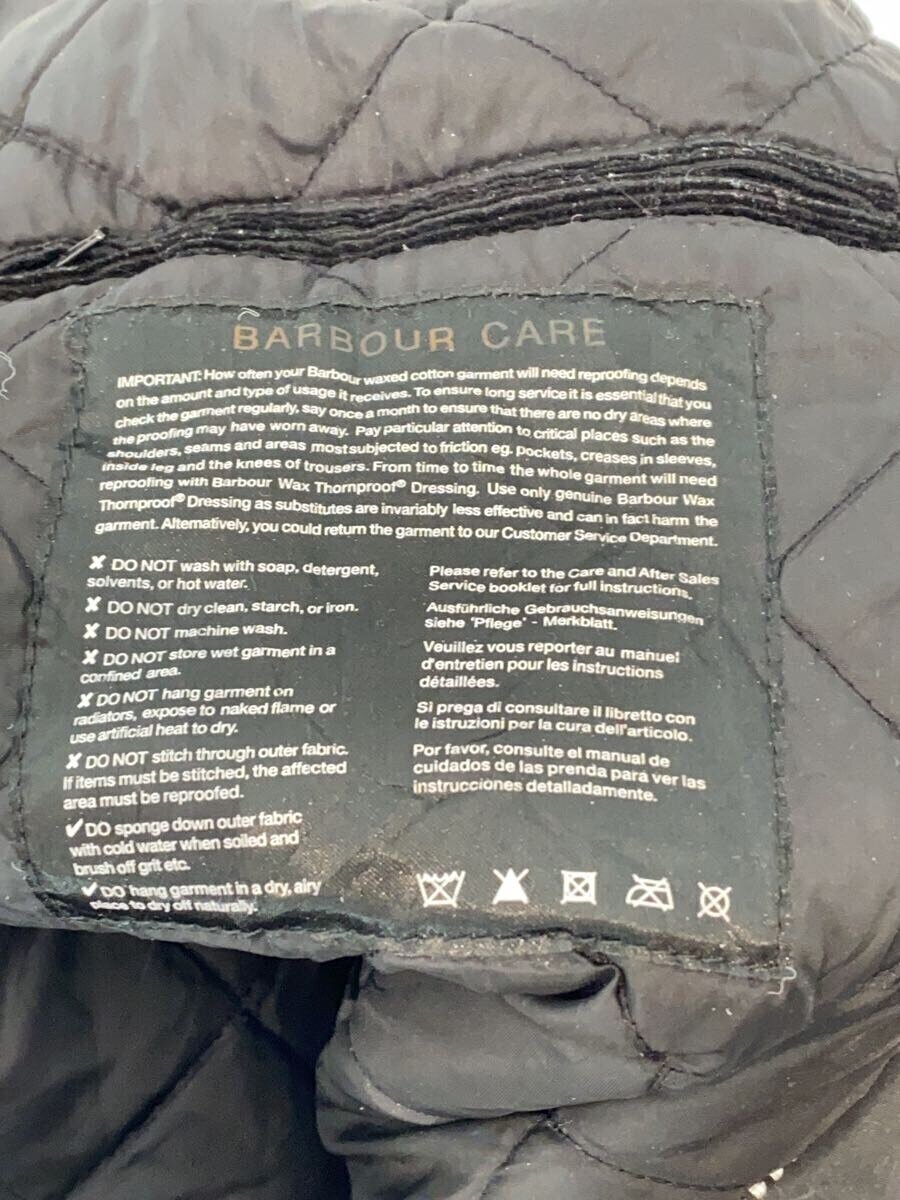 BARBOUR CARE
IMPORTANT: How often your Barbour waxed cotton garment will need reproofing depends
on the amount and type of usage it receives. To ensure long service it is essential that you
check the garment regularly, say once a month to ensure that there are no dry areas where
the proofing may have worn away. Pay particular attention to critical places such as the
shoulders, seams and areas most subjected to friction eg. pockets, creases in sleeves,
inside leg and the knees of trousers. From time to time the whole garment will need
reproofing with Barbour Wax Thornproof® Dressing. Use only genuine Barbour Wax
Thornproof® Dressing as substitutes are invariably less effective and can in fact harm the
garment. Alternatively, you could return the garment to our Customer Service Department.
✗ DO NOT wash with soap, detergent,
solvents, or hot water.
✗ DO NOT dry clean, starch, or iron.
✗ DO NOT machine wash.
✗ DO NOT store wet garment in a
confined area.
✗ DO NOT hang garment on
radiators, expose to naked flame or
use artificial heat to dry.
✗ DO NOT stitch through outer fabric.
If items must be stitched, the affected
area must be reproofed.
✓ DO sponge down outer fabric
with cold water when soiled and
brush off grit etc.
✓ DO hang garment in a dry, airy
place to dry off naturally.
Please refer to the Care and After Sales
Service booklet for full instructions.
Ausführliche Gebrauchsanweisungen
siehe "Pflege" - Merkblatt.
Veuillez vous reporter au manuel
d'entretien pour les instructions
détaillées.
Si prega di consultare il libretto con
le istruzioni per la cura dell'articolo.
Por favor, consulte el manual de
cuidados de las prenda para ver las
instrucciones detalladamente.